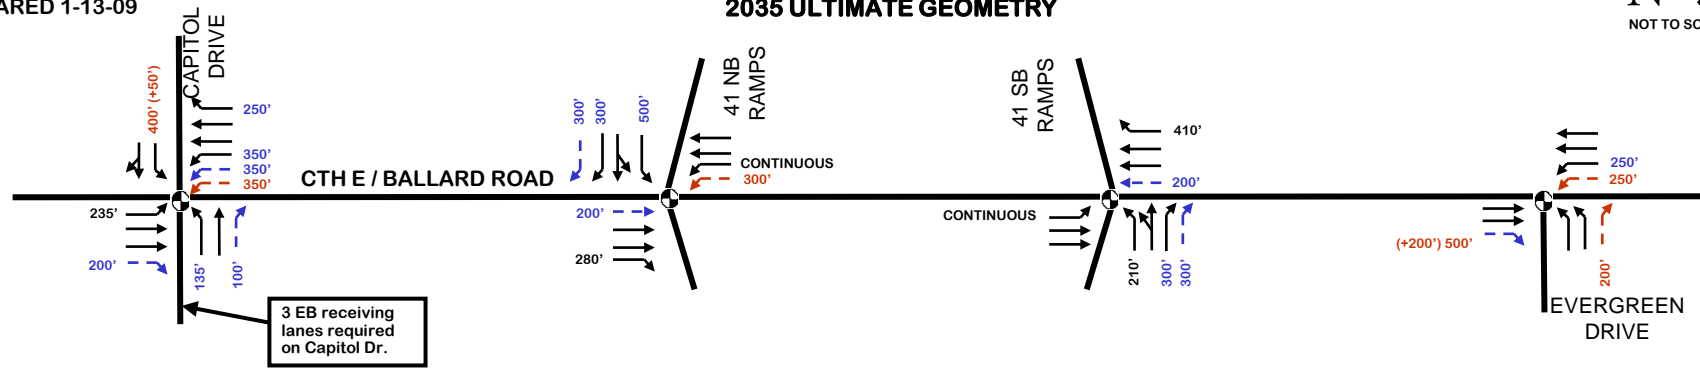 ARED 1-13-09
2035 ULTIMATE GEOMETRY
N
NOT TO SC
CAPITOL
DRIVE
400' (+50')
250'
350'
350'
350'
CTH E / BALLARD ROAD
235'
200'
135'
100'
3 EB receiving
lanes required
on Capitol Dr.
300'
300'
500'
41 NB
RAMPS
CONTINUOUS
300'
200'
280'
41 SB
RAMPS
410'
200'
CONTINUOUS
210'
300'
300'
250'
250'
(+200') 500'
200'
EVERGREEN
DRIVE